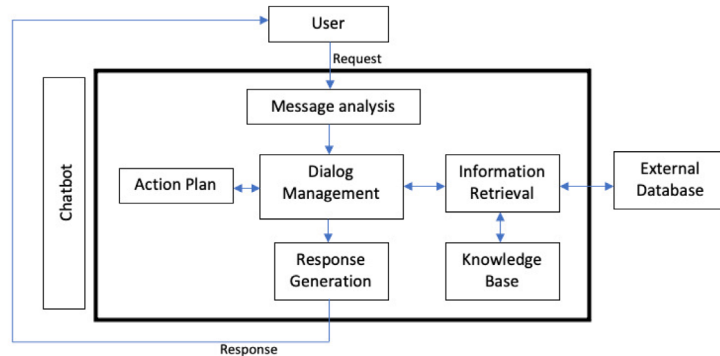 User
Request
Message analysis
Chatbot
Action Plan
Dialog
Management
Information
Retrieval
External
Database
Response
Generation
Knowledge
Base
Response